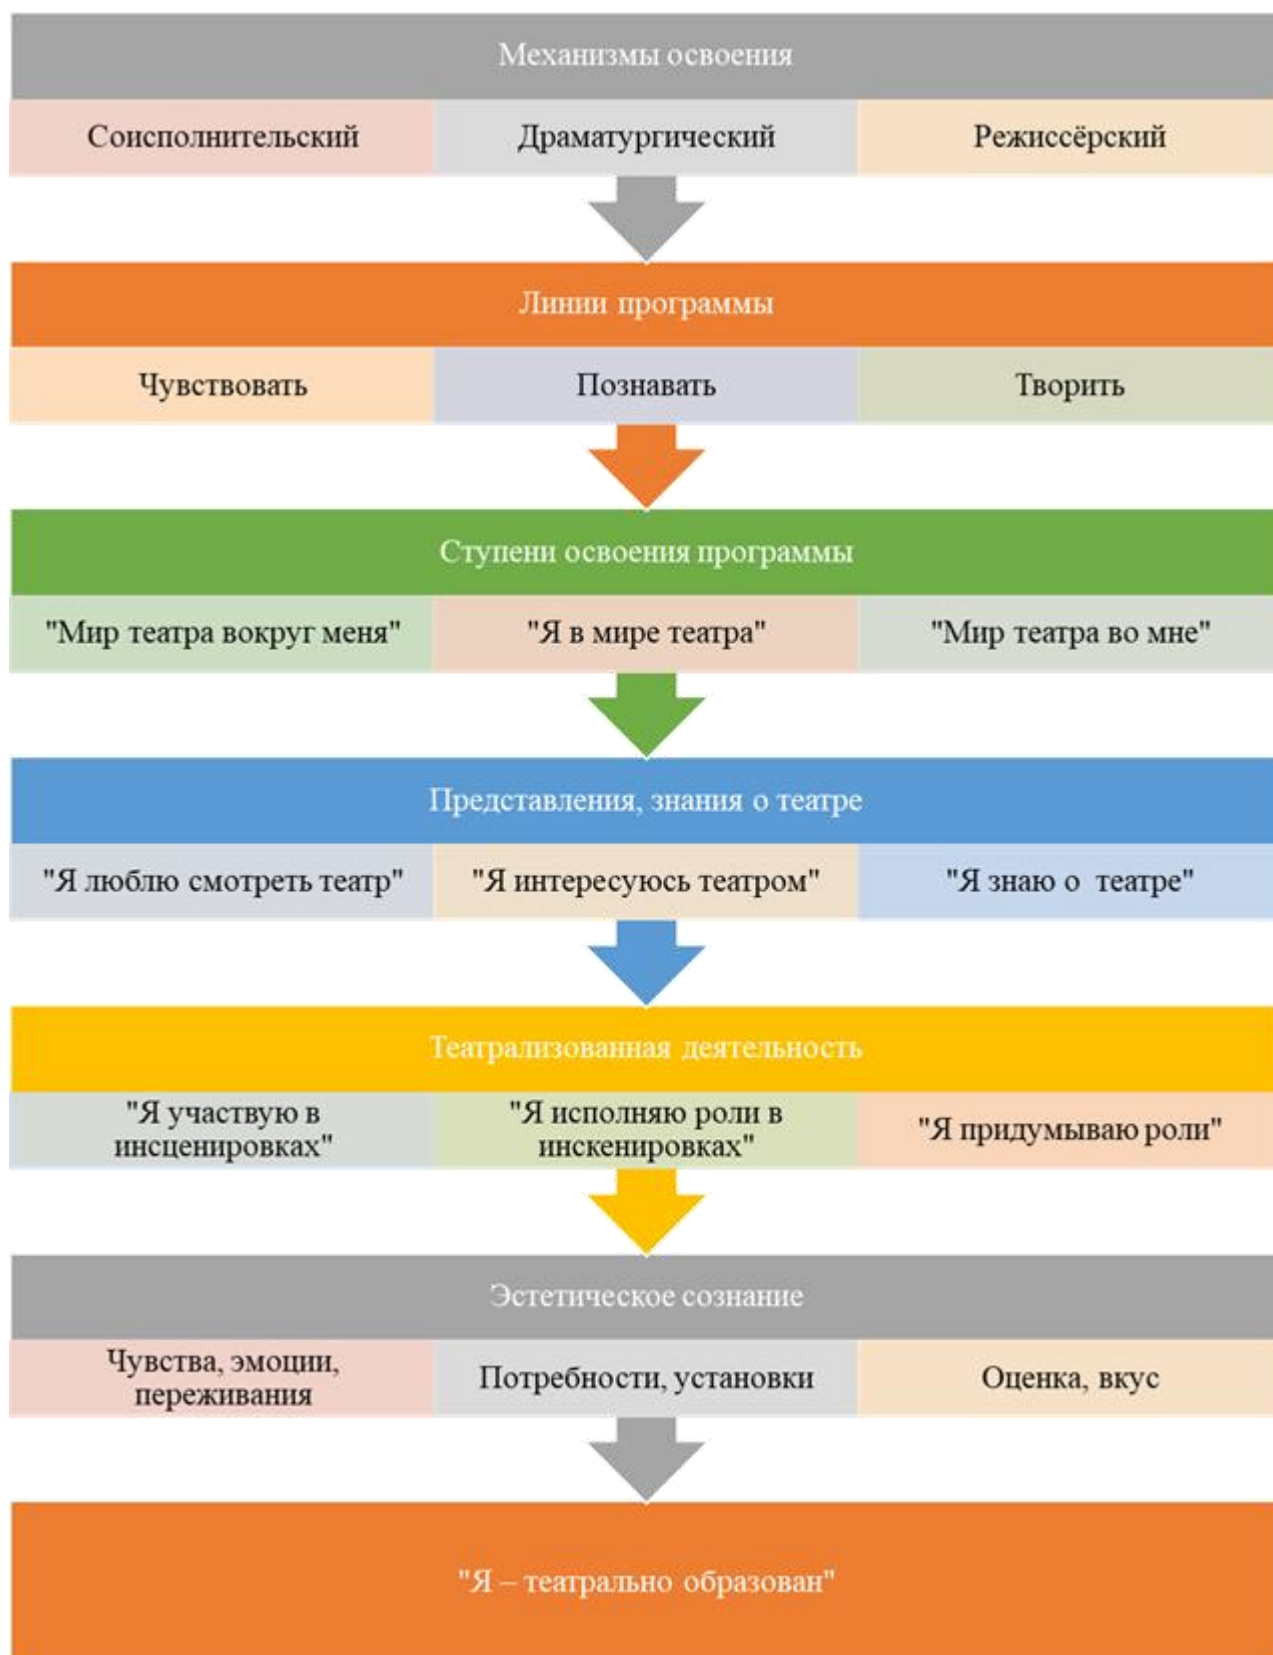 Механизмы освоения
Соисполнительский
Драматургический
Режиссёрский
Линии программы
Чувствовать
Познавать
Творить
Ступени освоения программы
"Мир театра вокруг меня"
"Я в мире театра"
"Мир театра во мне"
Представления, знания о театре
"Я люблю смотреть театр"
"Я интересуюсь театром"
"Я знаю о театре"
Театрализованная деятельность
"Я участвую в
инсценировках"
"Я исполняю роли в
инскенировках"
"Я придумываю роли"
Эстетическое сознание
Чувства, эмоции,
переживания
Потребности, установки
Оценка, вкус
"Я – театрально образован"